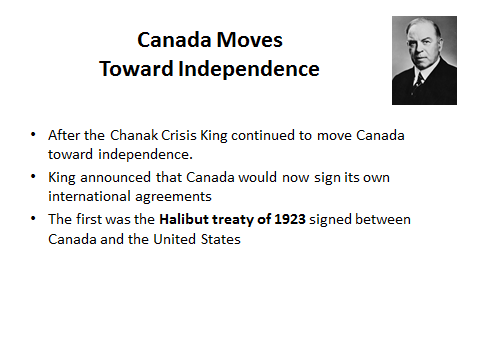 Canada Moves
Toward Independence
• After the Chanak Crisis King continued to move Canada
toward independence.
• King announced that Canada would now sign its own
international agreements
• The first was the Halibut treaty of 1923 signed between
Canada and the United States